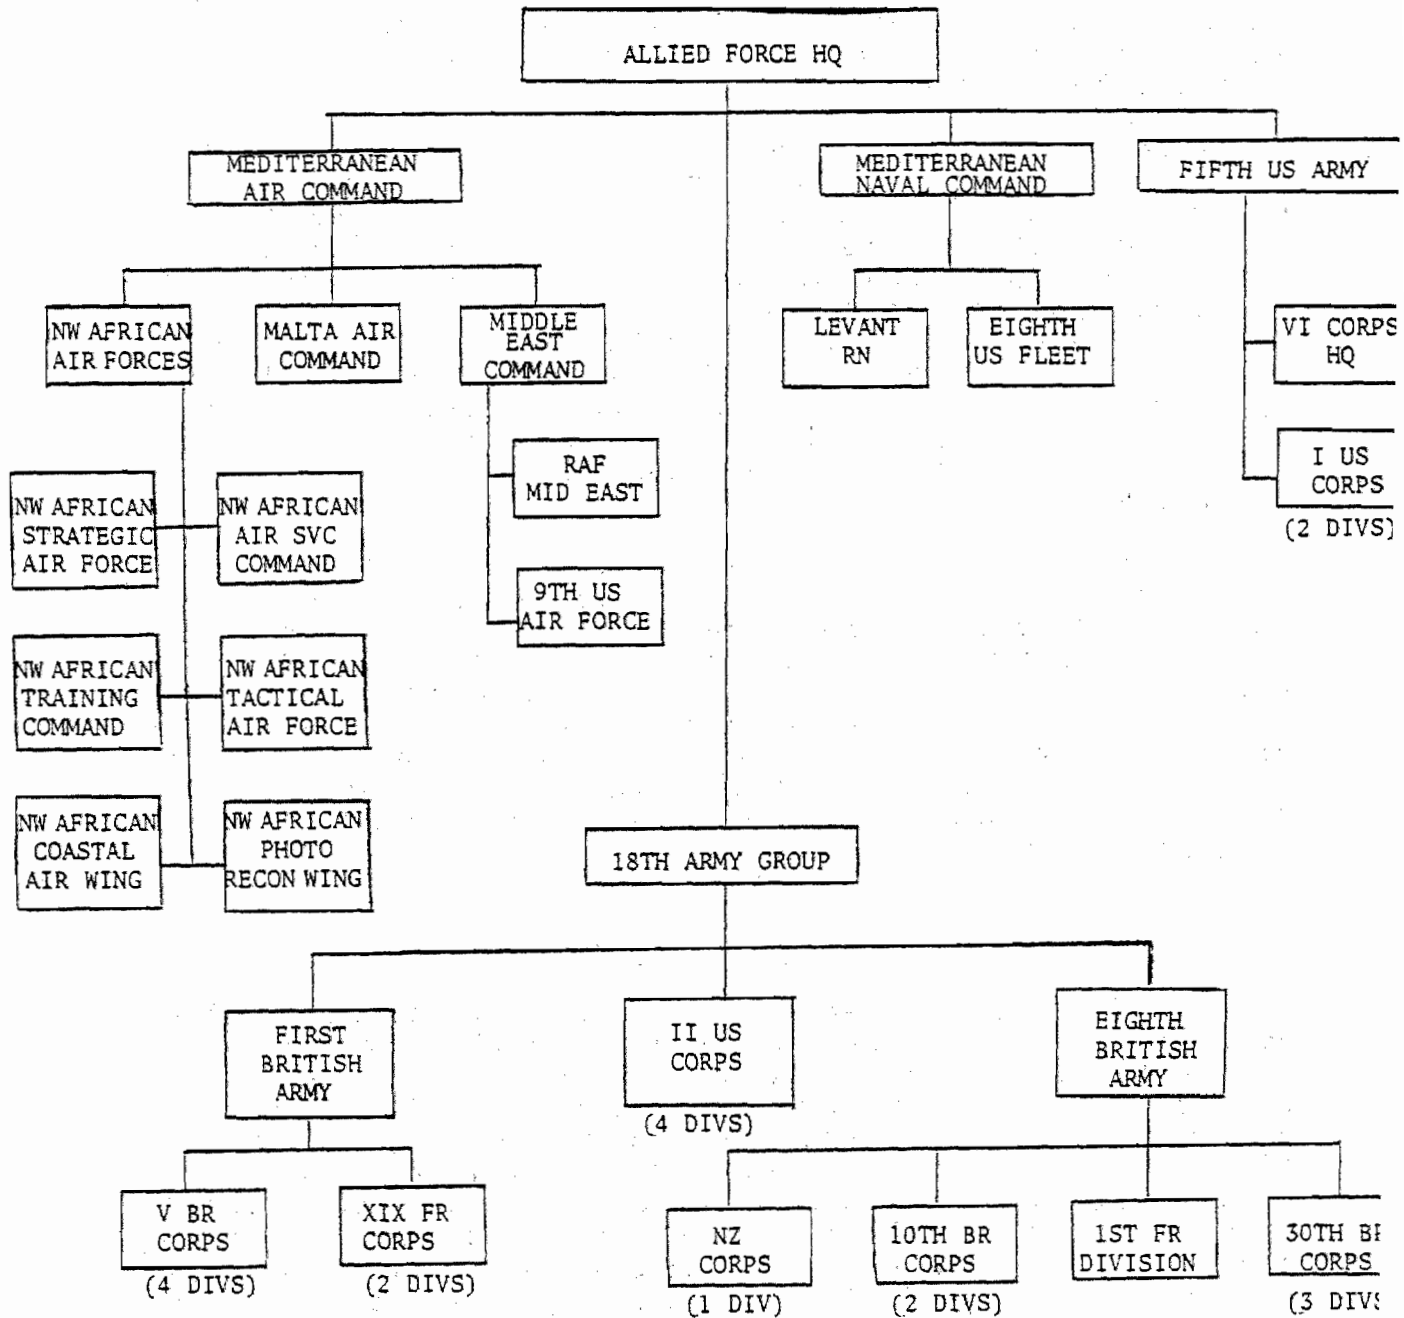 ALLIED FORCE HQ
MEDITERRANEAN
AIR COMMAND
MEDITERRANEAN
NAVAL COMMAND
FIFTH US ARMY
NW AFRICAN
AIR FORCES
MALTA AIR
COMMAND
MIDDLE
EAST
COMMAND
LEVANT
RN
EIGHTH
US FLEET
VI CORPS
HQ
RAF
MID EAST
I US
CORPS
(2 DIVS)
NW AFRICAN
STRATEGIC
AIR FORCE
NW AFRICAN
AIR SVC
COMMAND
9TH US
AIR FORCE
NW AFRICAN
TRAINING
COMMAND
NW AFRICAN
TACTICAL
AIR FORCE
NW AFRICAN
COASTAL
AIR WING
NW AFRICAN
PHOTO
RECON WING
18TH ARMY GROUP
FIRST
BRITISH
ARMY
II US
CORPS
(4 DIVS)
EIGHTH
BRITISH
ARMY
V BR
CORPS
(4 DIVS)
XIX FR
CORPS
(2 DIVS)
NZ
CORPS
(1 DIV)
10TH BR
CORPS
(2 DIVS)
1ST FR
DIVISION
30TH BR
CORPS
(3 DIVS